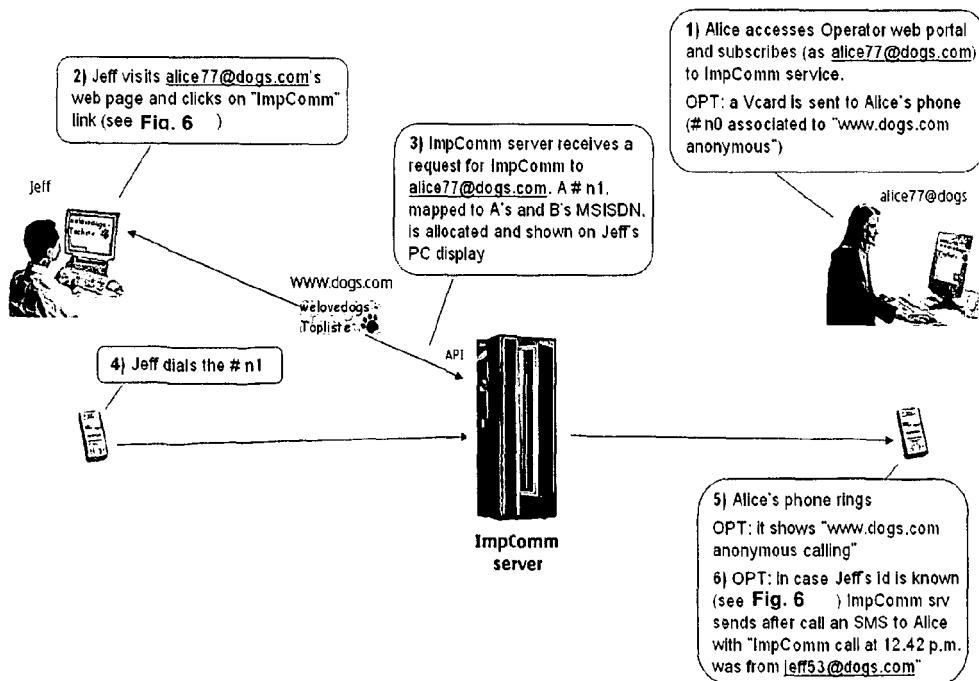 1) Alice accesses Operator web portal
and subscribes (as alice77@dogs.com)
to ImpComm service.
OPT: a Vcard is sent to Alice's phone
(# n0 associated to "www.dogs.com
anonymous")
2) Jeff visits alice77@dogs.com's
web page and clicks on "ImpComm"
link (see Fig. 6 )
3) ImpComm server receives a
request for ImpComm to
alice77@dogs.com. A # n1,
mapped to A's and B's MSISDN,
is allocated and shown on Jeff's
PC display
Jeff
alice77@dogs
welovedogs
Topliste
WWW.dogs.com
welovedogs
Topliste
API
4) Jeff dials the # n1
ImpComm
server
5) Alice's phone rings
OPT: it shows "www.dogs.com
anonymous calling"
6) OPT: In case Jeff's id is known
(see Fig. 6 ) ImpComm srv
sends after call an SMS to Alice
with "ImpComm call at 12.42 p.m.
was from jeff53@dogs.com"